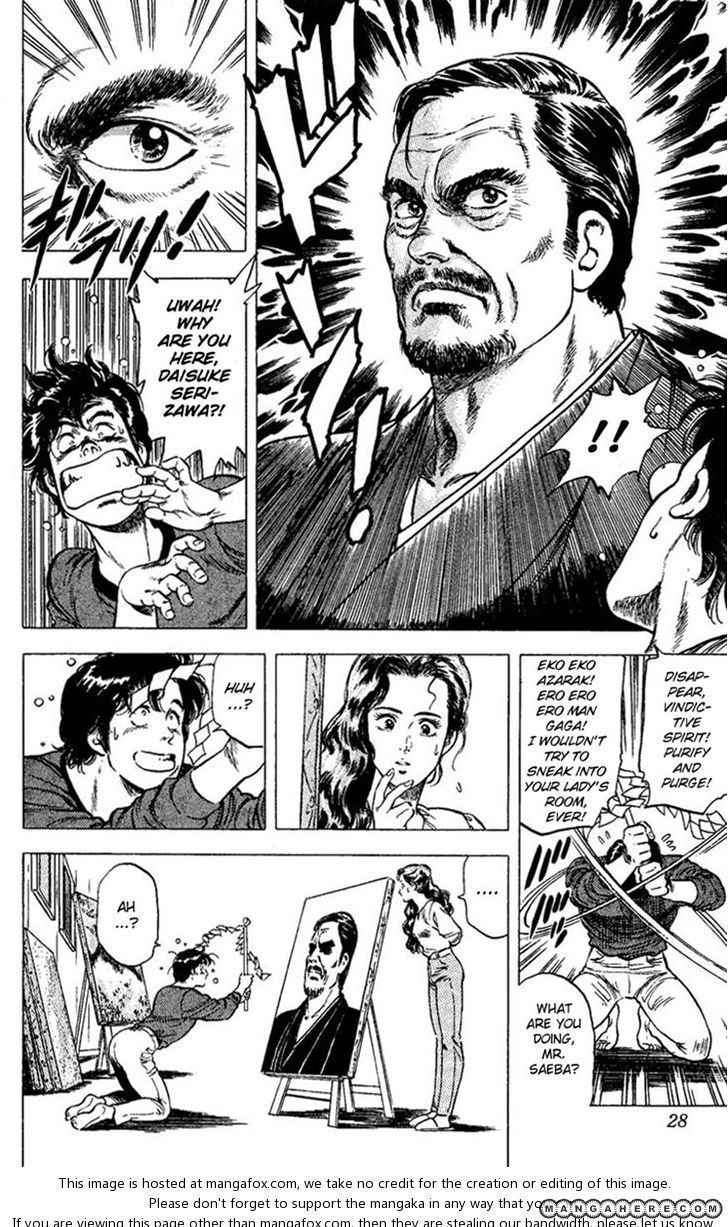 !!
UWAH!
WHY
ARE YOU
HERE,
DAISUKE
SERI-
ZAWA?!
DISAP-
PEAR,
VINDIC-
TIVE
SPIRIT!
PURIFY
AND
PURGE!
EKO EKO
AZARAK!
ERO ERO
ERO MAN
GAGA!
I WOULDN'T
TRY TO
SNEAK INTO
YOUR LADY'S
ROOM,
EVER!
WHAT
ARE YOU
DOING,
MR.
SAEBA?
HUH
...?
....
AH
...?
28
This image is hosted at mangafox.com, we take no credit for the creation or editing of this image.
Please don't forget to support the mangaka in any way that you
MANGAHERE.COM
If you are viewing this page other than mangafox.com, then they are stealing our bandwidth, please let us know.